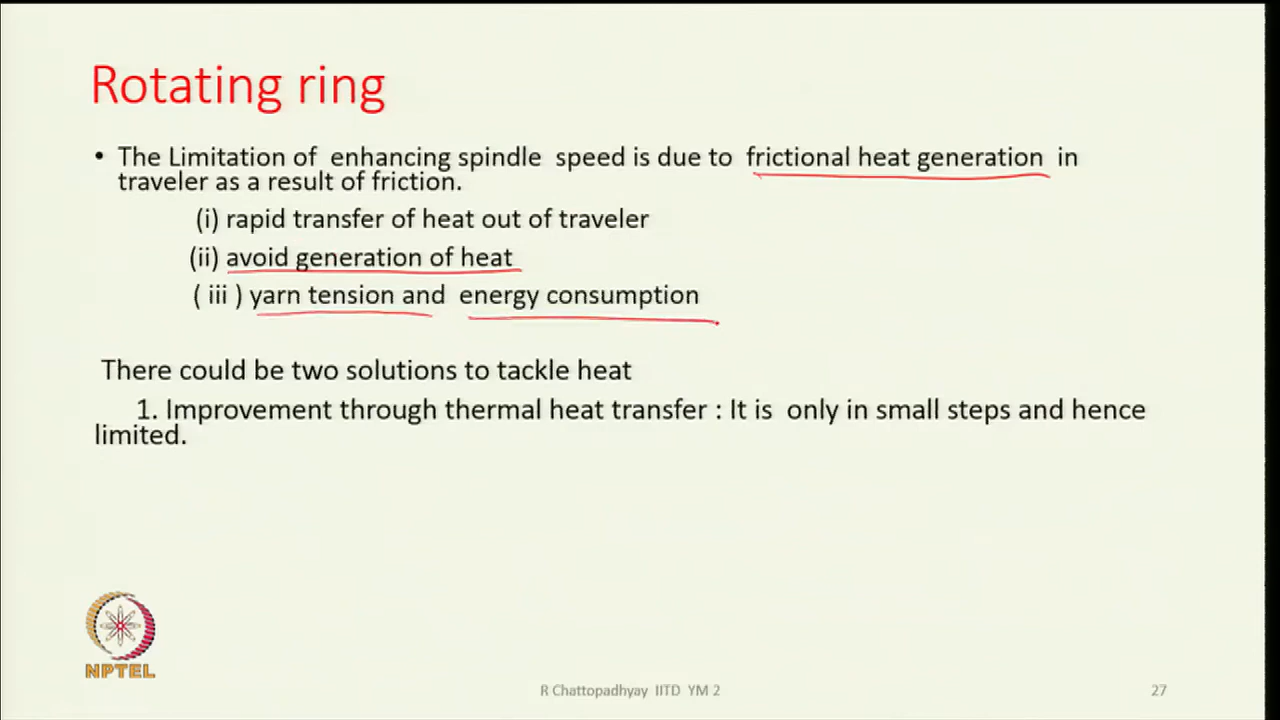 Rotating ring
• The Limitation of enhancing spindle speed is due to frictional heat generation in
traveler as a result of friction.
(i) rapid transfer of heat out of traveler
(ii) avoid generation of heat
( iii ) yarn tension and energy consumption
There could be two solutions to tackle heat
1. Improvement through thermal heat transfer : It is only in small steps and hence
limited.
NPTEL
R Chattopadhyay IITD YM 2
27